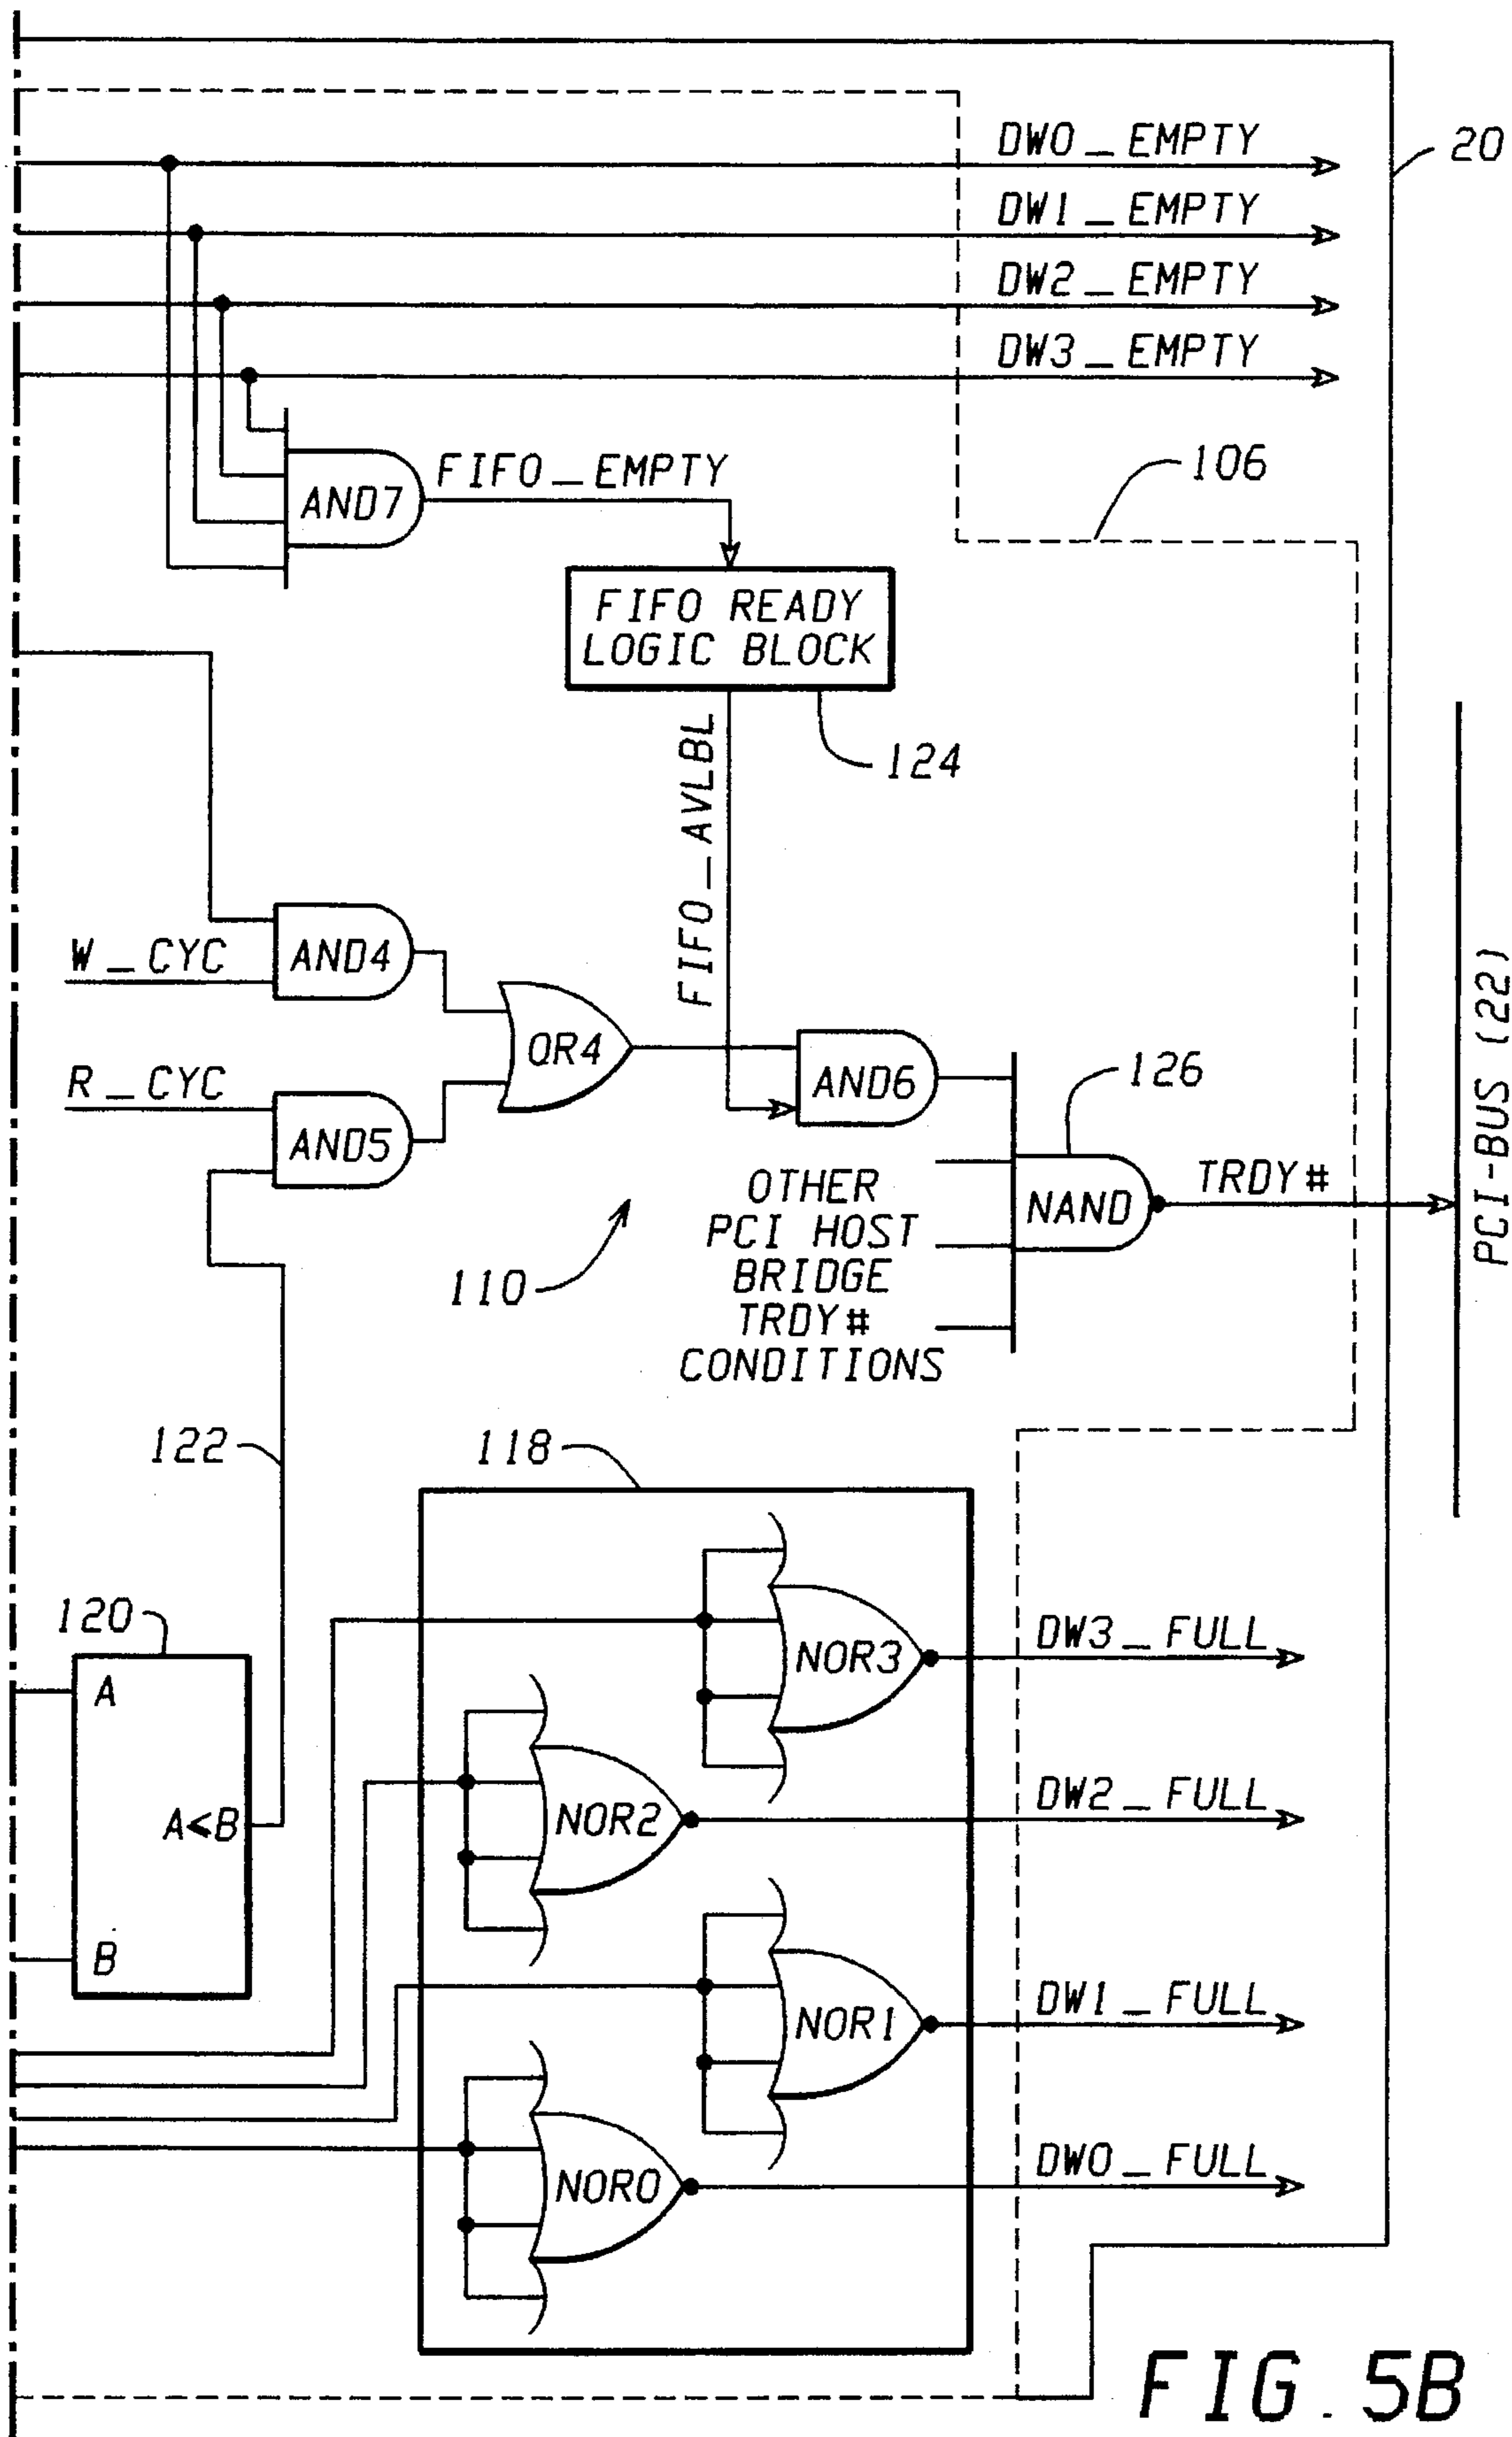 DW0_EMPTY
20
DW1_EMPTY
DW2_EMPTY
DW3_EMPTY
106
FIFO_EMPTY
AND7
FIFO READY
LOGIC BLOCK
124
FIFO_AVLBL
W_CYC
AND4
OR4
R_CYC
AND5
AND6
126
OTHER
PCI HOST
BRIDGE
TRDY#
CONDITIONS
NAND
TRDY#
PCI-BUS (22)
110
122
118
120
A
A<B
B
NOR3
DW3_FULL
NOR2
DW2_FULL
NOR1
DW1_FULL
NOR0
DW0_FULL
FIG. 5B